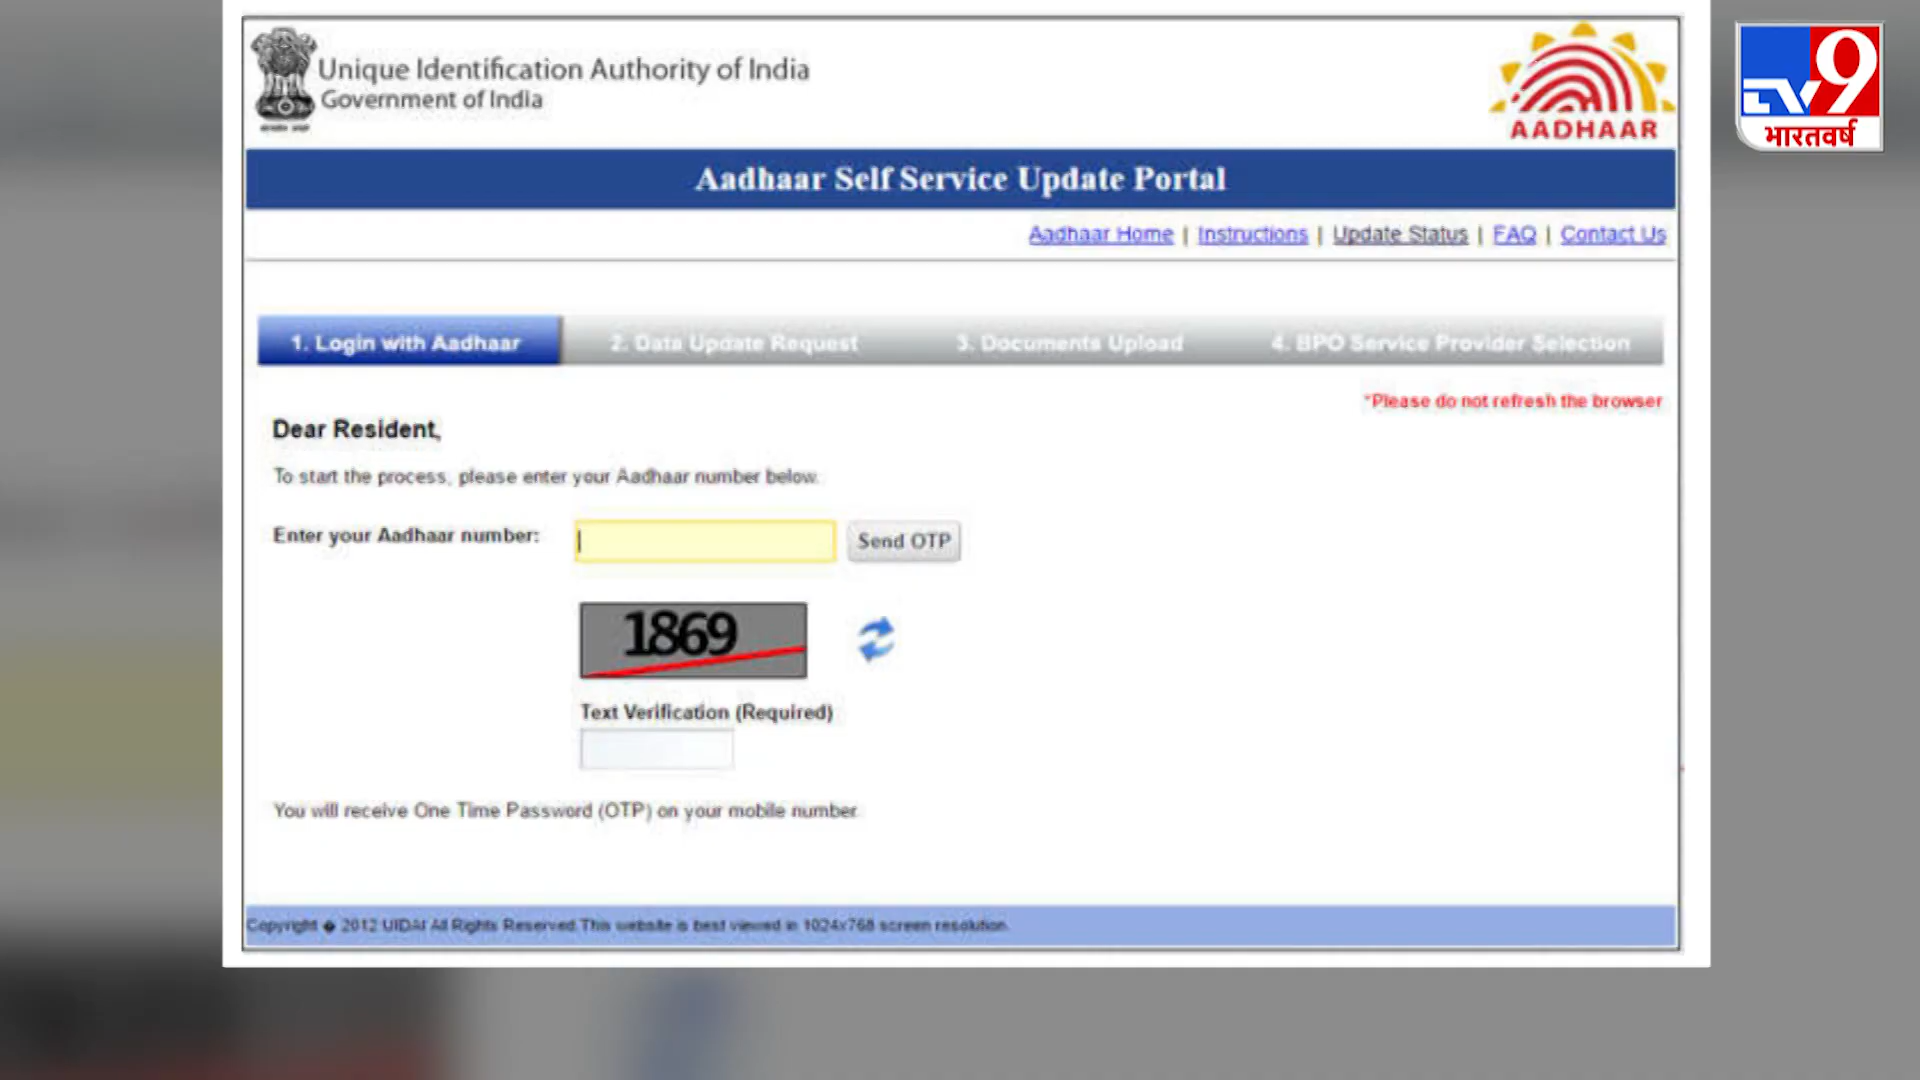 Unique Identification Authority of India
Government of India
AADHAAR
TV9
भारतवर्ष
Aadhaar Self Service Update Portal
Aadhaar Home | Instructions | Update Status | FAQ | Contact Us
1. Login with Aadhaar 2. Data Update Request 3. Documents Upload 4. BPO Service Provider Selection
*Please do not refresh the browser
Dear Resident,
To start the process, please enter your Aadhaar number below.
Enter your Aadhaar number: Send OTP
1869
Text Verification (Required)
You will receive One Time Password (OTP) on your mobile number.
Copyright � 2012 UIDAI All Rights Reserved.This website is best viewed in 1024x768 screen resolution.